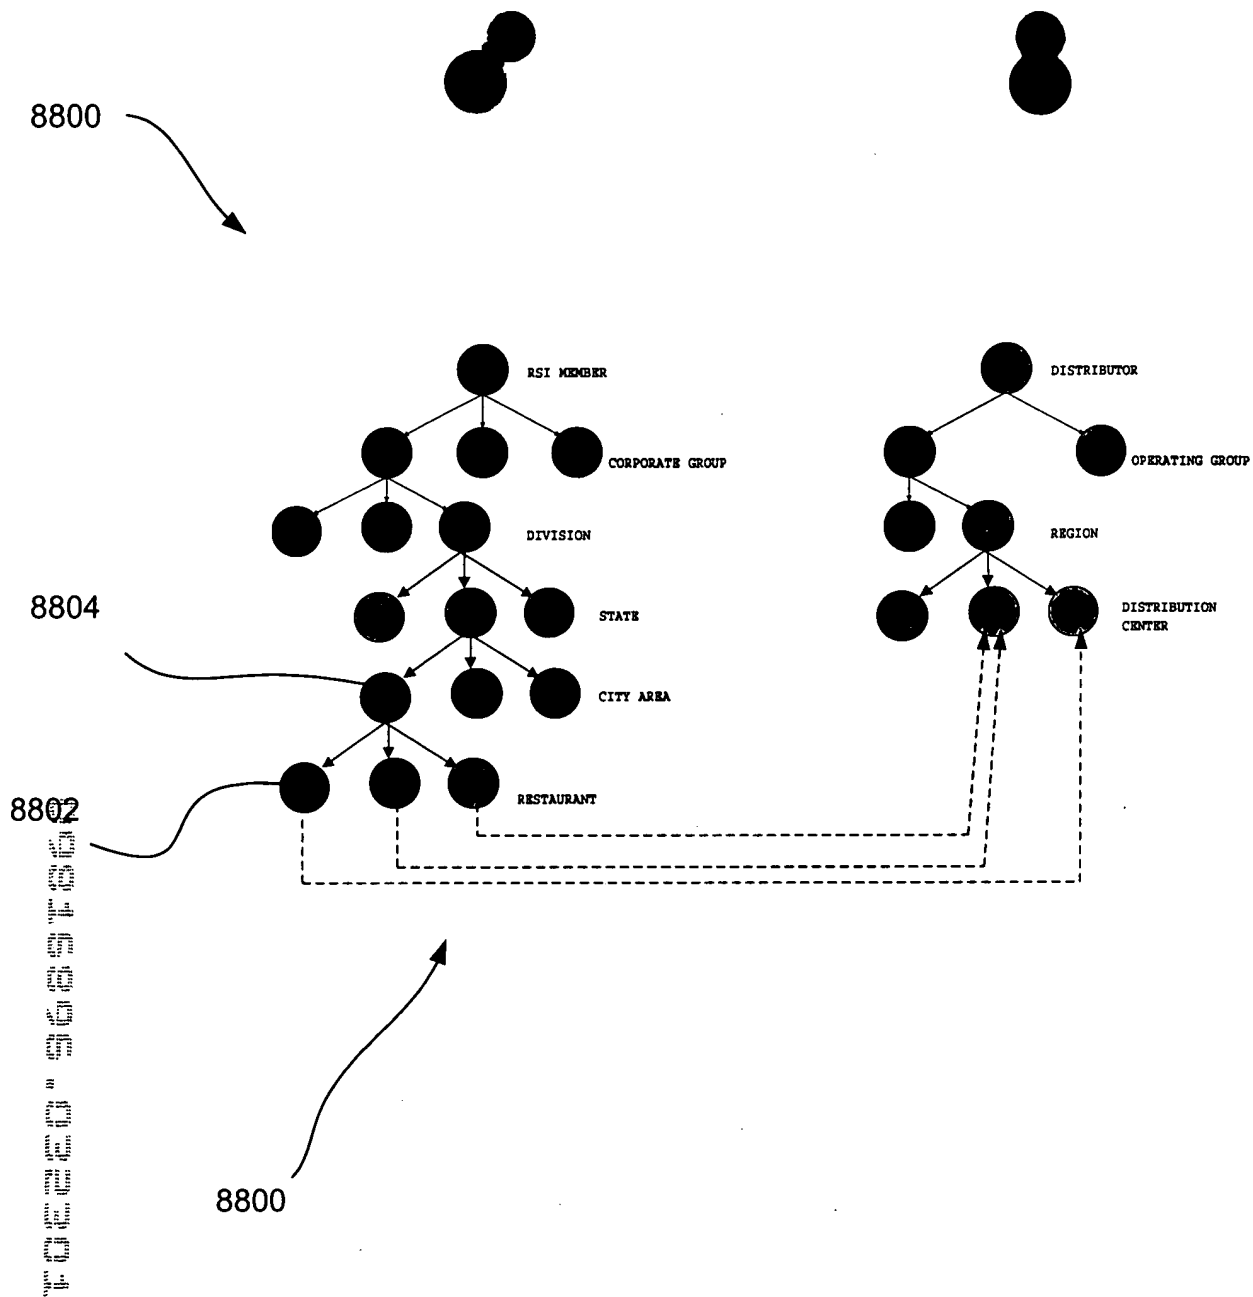 8800
RSI MEMBER
DISTRIBUTOR
CORPORATE GROUP
OPERATING GROUP
DIVISION
REGION
8804
STATE
DISTRIBUTION
CENTER
CITY AREA
RESTAURANT
8802
8800